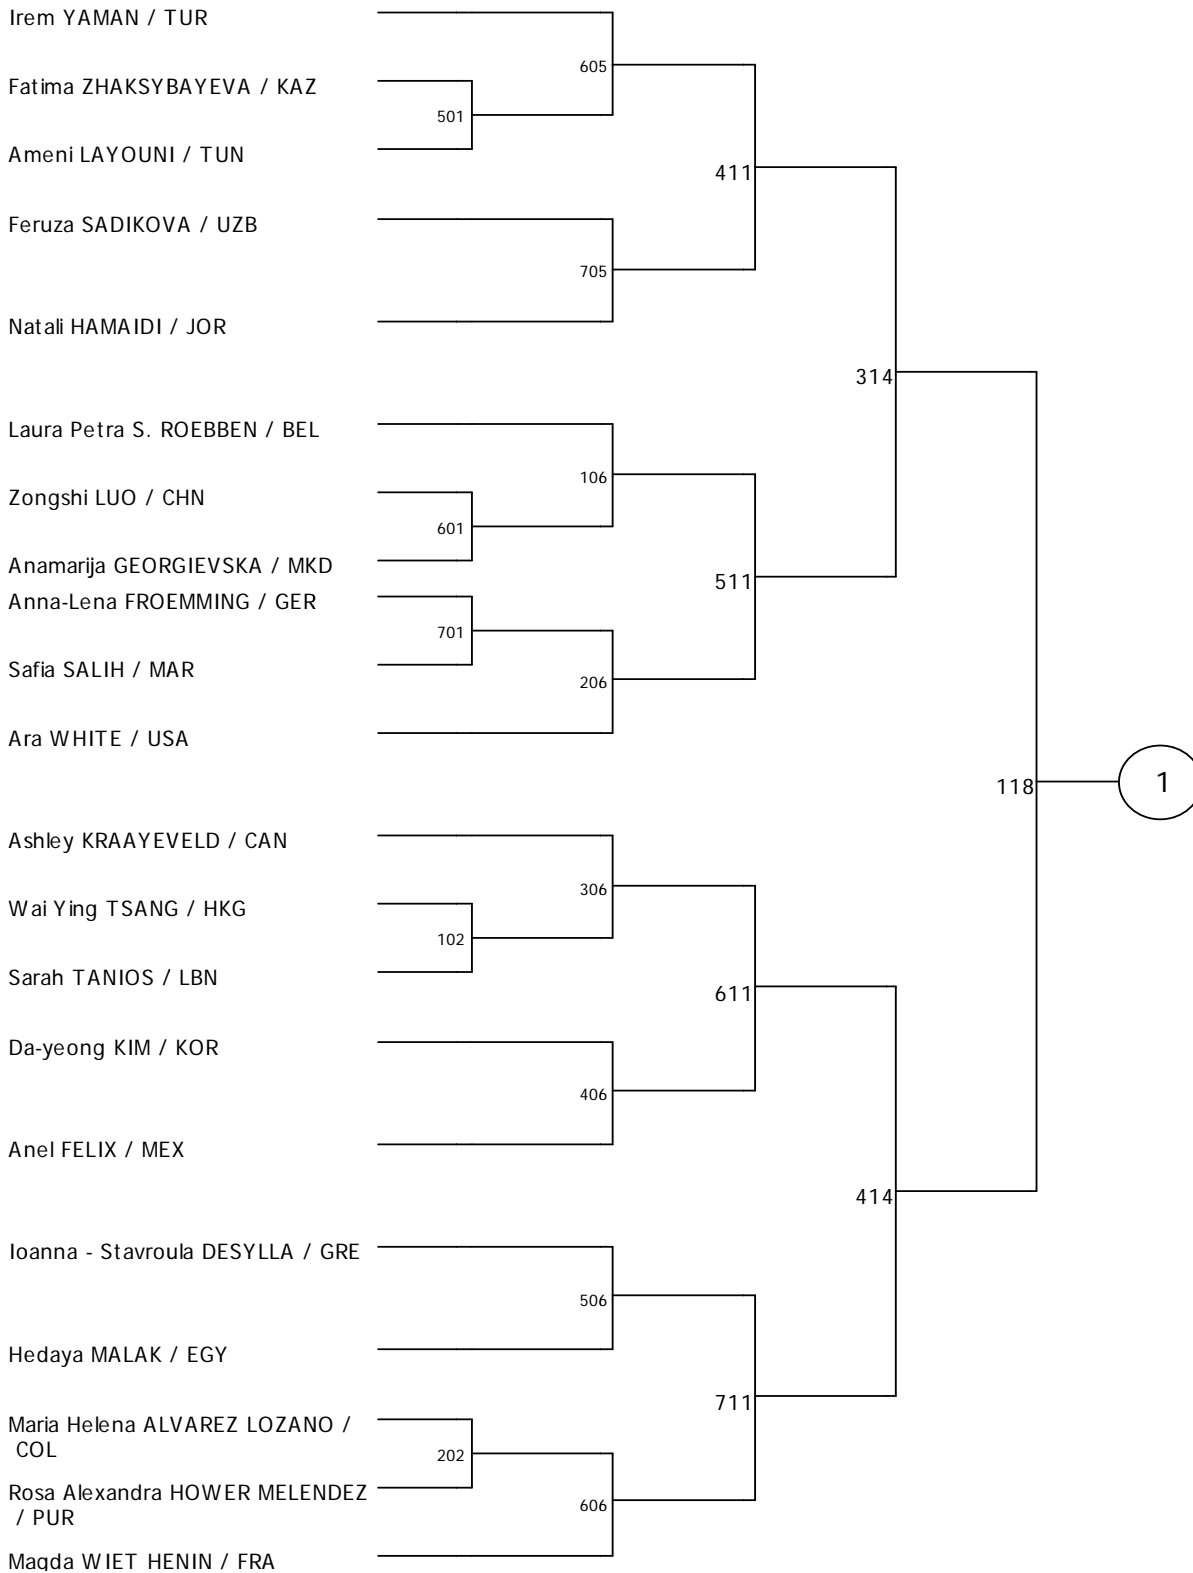 Irem YAMAN / TUR
605
Fatima ZHAKSYBAYEVA / KAZ
501
Ameni LAYOUNI / TUN
411
Feruza SADIKOVA / UZB
705
Natali HAMAIDI / JOR
314
Laura Petra S. ROEBBEN / BEL
106
Zongshi LUO / CHN
601
Anamarija GEORGIEVSKA / MKD
511
Anna-Lena FROEMMING / GER
701
Safia SALIH / MAR
206
Ara WHITE / USA
118
1
Ashley KRAAYEVELD / CAN
306
Wai Ying TSANG / HKG
102
Sarah TANIOS / LBN
611
Da-yeong KIM / KOR
406
Anel FELIX / MEX
414
Ioanna - Stavroula DESYLLA / GRE
506
Hedaya MALAK / EGY
711
Maria Helena ALVAREZ LOZANO /
COL
202
Rosa Alexandra HOWER MELENDEZ
/ PUR
606
Magda WIET HENIN / FRA